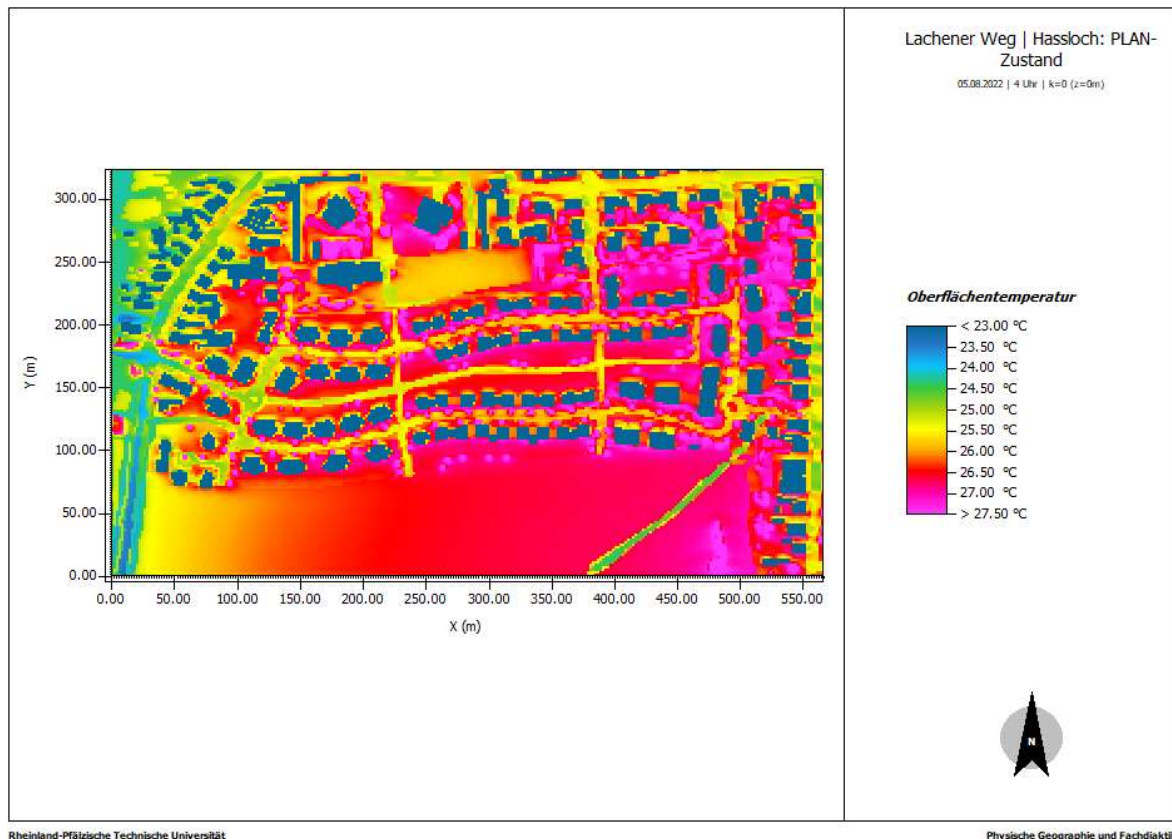 Lachener Weg | Hassloch: PLAN-
Zustand
05.08.2022 | 4 Uhr | k=0 (z=0m)
300.00
250.00
200.00
150.00
100.00
50.00
0.00
Y (m)
0.00 50.00 100.00 150.00 200.00 250.00 300.00 350.00 400.00 450.00 500.00 550.00
X (m)
Oberflächentemperatur
< 23.00 °C
23.50 °C
24.00 °C
24.50 °C
25.00 °C
25.50 °C
26.00 °C
26.50 °C
27.00 °C
> 27.50 °C
N
Rheinland-Pfälzische Technische Universität
Physische Geographie und Fachdidakti